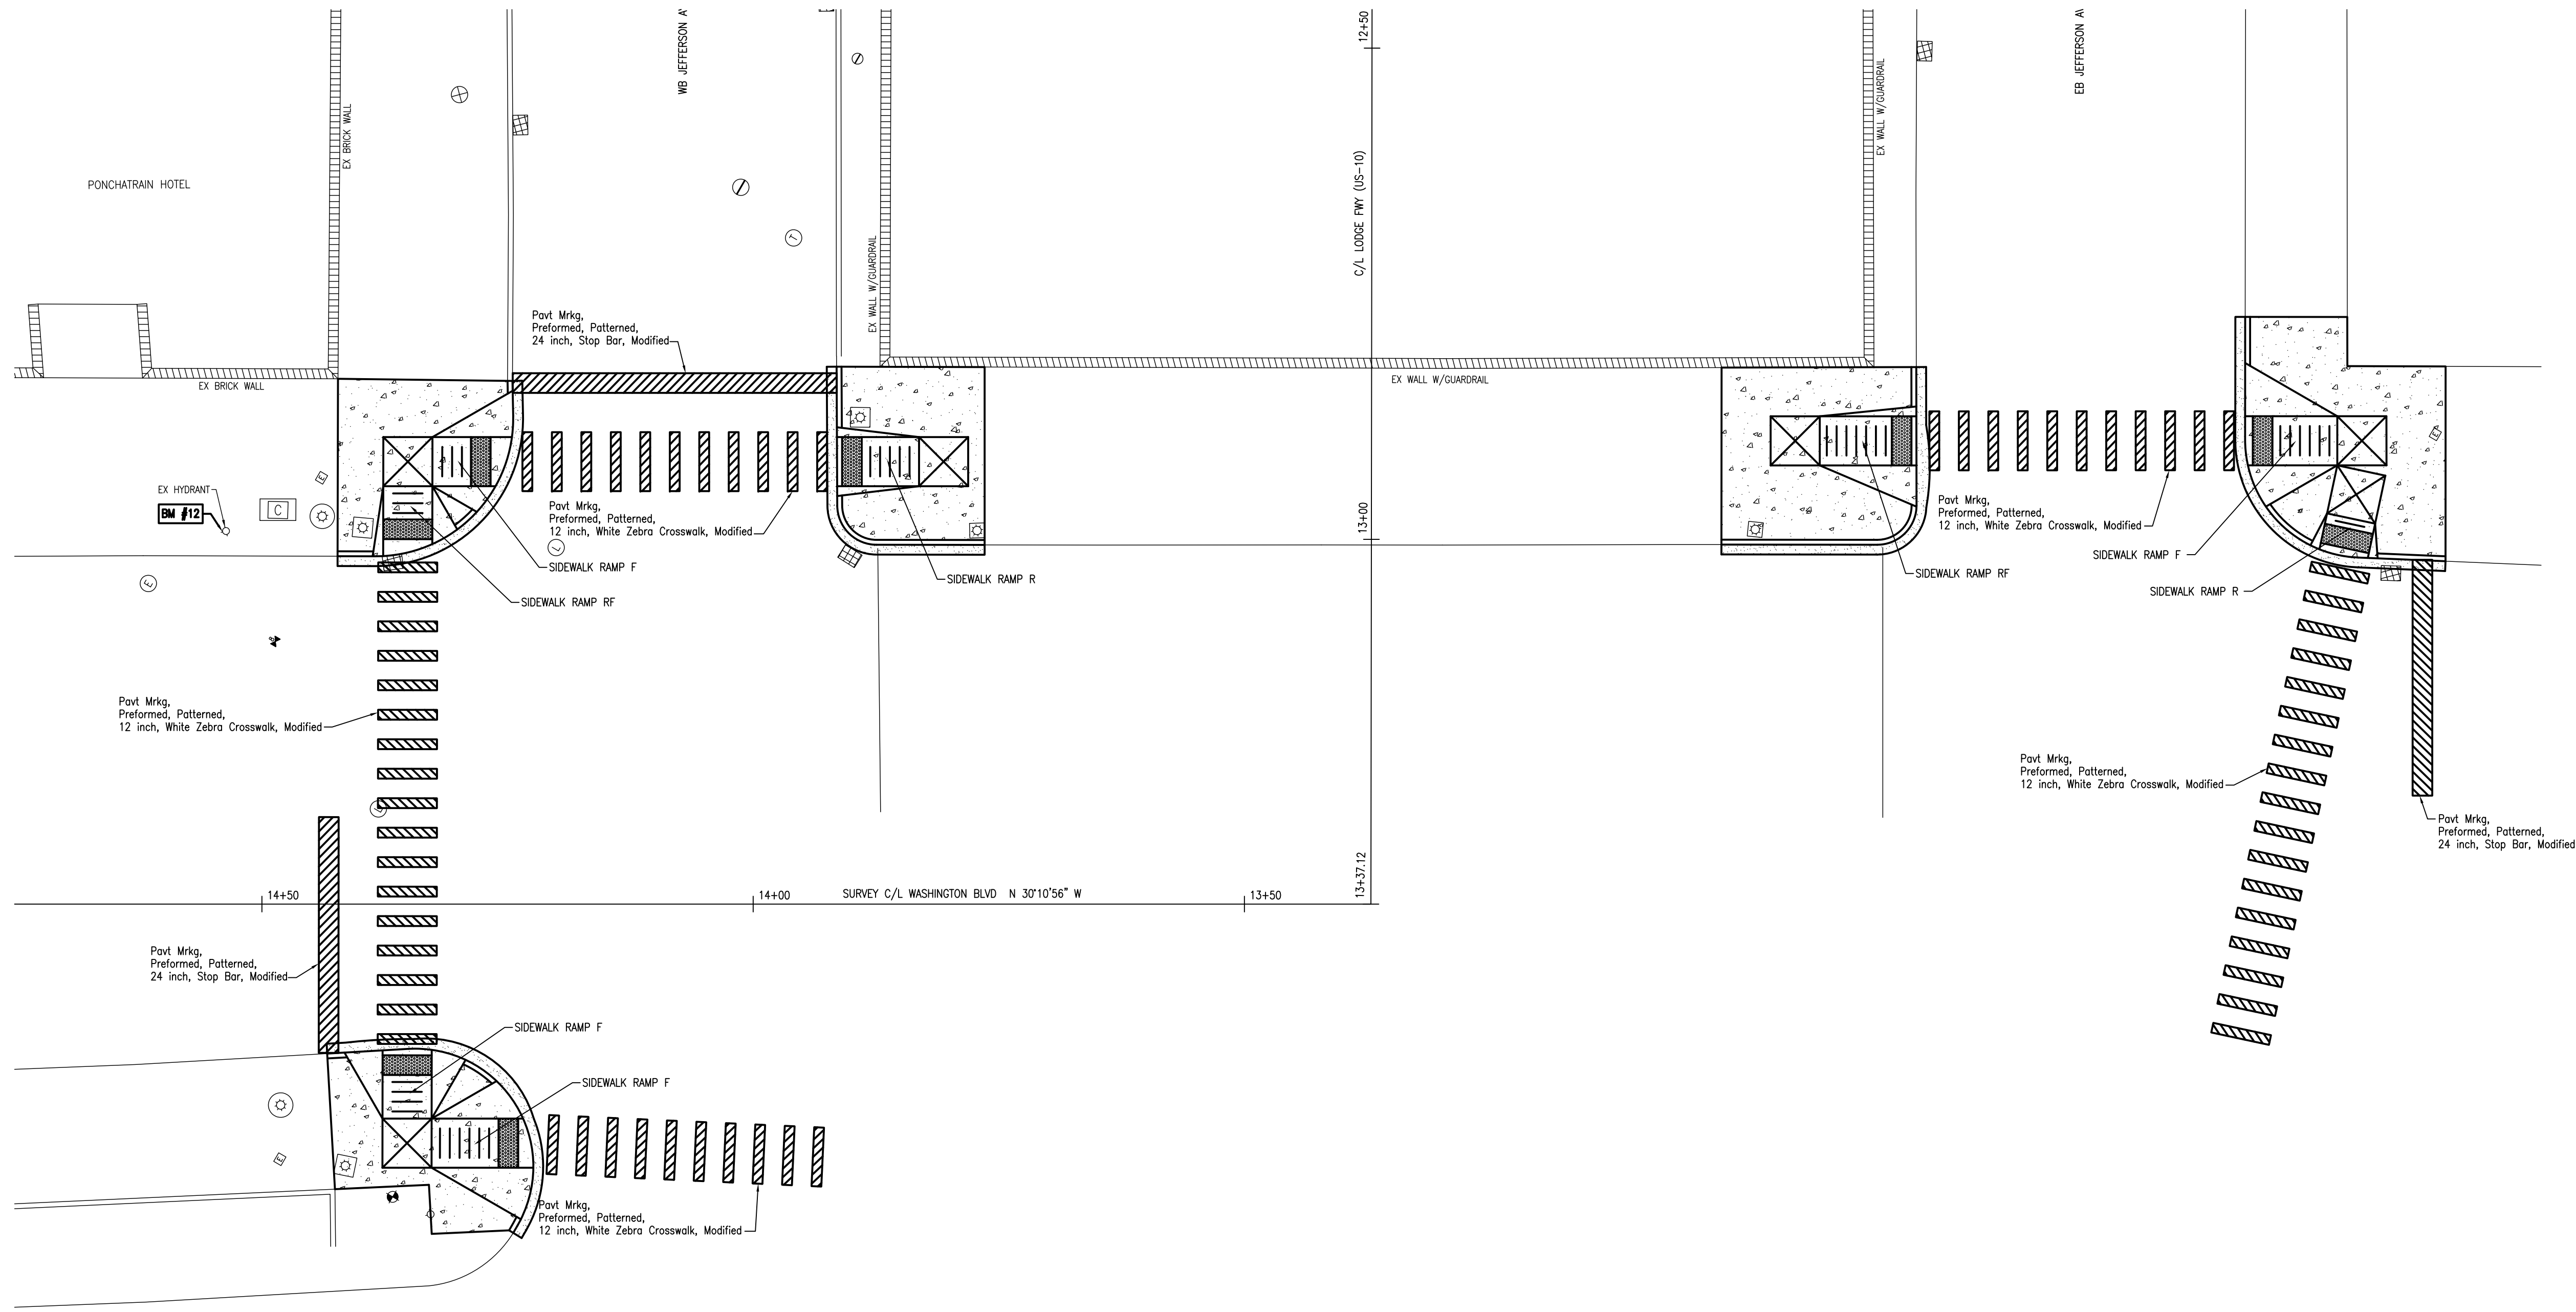 WB JEFFERSON AV
12+50
EB JEFFERSON AV
EX BRICK WALL
EX WALL W/GUARDRAIL
PONCHATRAIN HOTEL
C/L LODGE FWY (US-10)
T
EX WALL W/GUARDRAIL
Pavt Mrkg,
Preformed, Patterned,
24 inch, Stop Bar, Modified
EX BRICK WALL
EX WALL W/GUARDRAIL
E
E
EX HYDRANT
BM #12
C
Pavt Mrkg,
Preformed, Patterned,
12 inch, White Zebra Crosswalk, Modified
L
13+00
Pavt Mrkg,
Preformed, Patterned,
12 inch, White Zebra Crosswalk, Modified
SIDEWALK RAMP F
SIDEWALK RAMP F
SIDEWALK RAMP R
SIDEWALK RAMP RF
E
SIDEWALK RAMP R
SIDEWALK RAMP RF
Pavt Mrkg,
Preformed, Patterned,
12 inch, White Zebra Crosswalk, Modified
Pavt Mrkg,
Preformed, Patterned,
12 inch, White Zebra Crosswalk, Modified
Pavt Mrkg,
Preformed, Patterned,
24 inch, Stop Bar, Modified
13+37.12
14+50
14+00
SURVEY C/L WASHINGTON BLVD N 30°10'56" W
13+50
Pavt Mrkg,
Preformed, Patterned,
24 inch, Stop Bar, Modified
SIDEWALK RAMP F
SIDEWALK RAMP F
E
Pavt Mrkg,
Preformed, Patterned,
12 inch, White Zebra Crosswalk, Modified